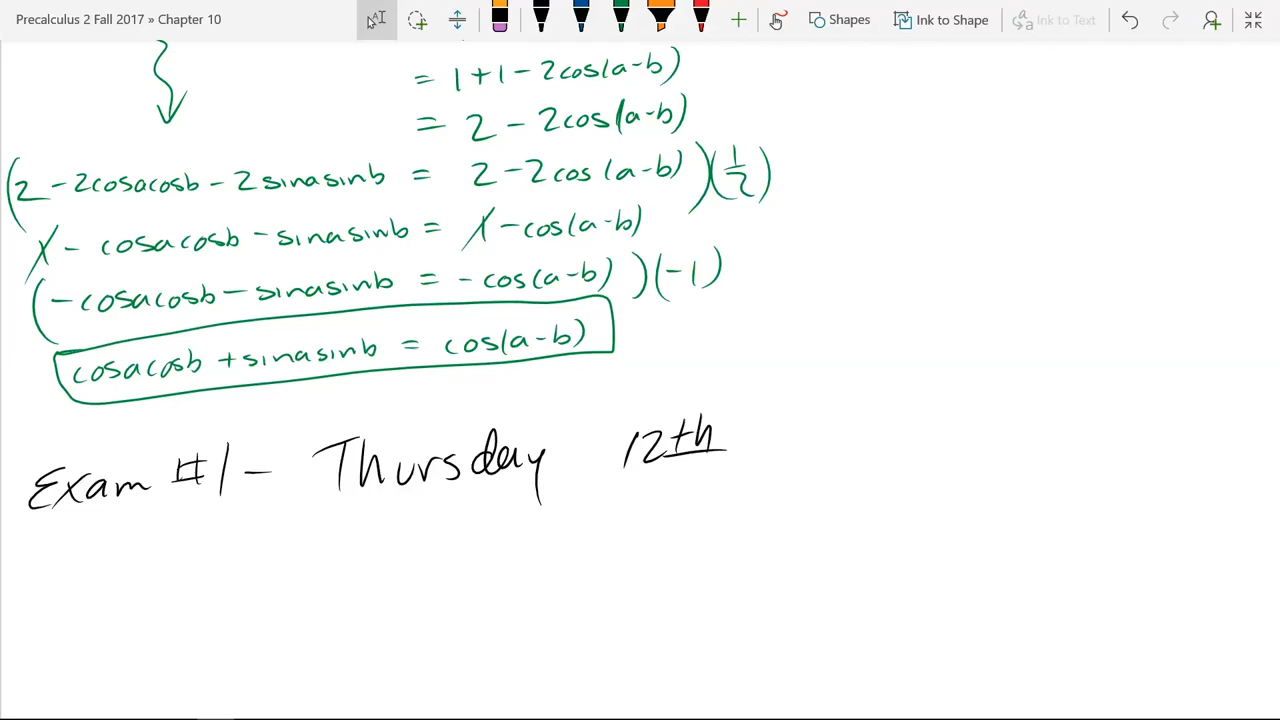 Precalculus 2 Fall 2017 » Chapter 10
Shapes Ink to Shape Ink to Text
= 1 + 1 - 2cos(a-b)
= 2 - 2cos(a-b)
(2 - 2cosacosb - 2sinasinb = 2 - 2cos(a-b))(1/2)
1 - cosacosb - sinasinb = 1 - cos(a-b)
(-cosacosb - sinasinb = -cos(a-b))(-1)
cosacosb + sinasinb = cos(a-b)
Exam #1 - Thursday 12th